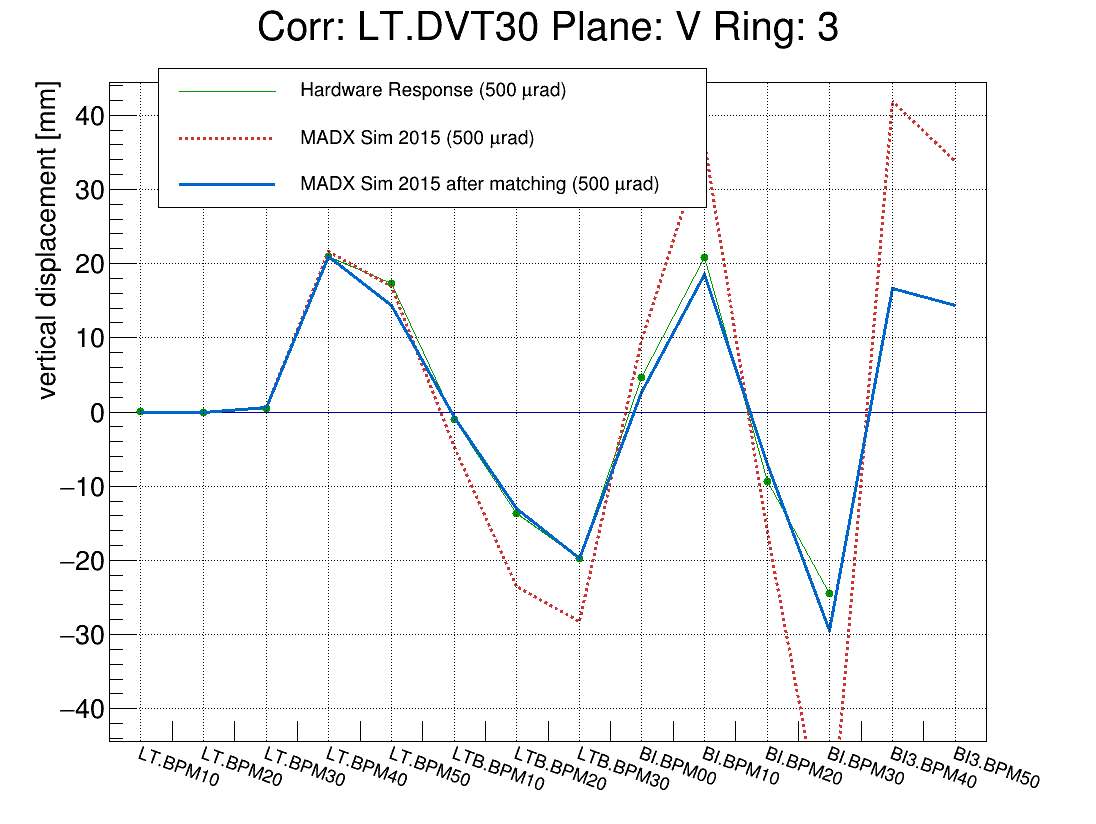 Corr: LT.DVT30 Plane: V Ring: 3
Hardware Response (500 μrad)
MADX Sim 2015 (500 μrad)
MADX Sim 2015 after matching (500 μrad)
vertical displacement [mm]
40
30
20
10
0
−10
−20
−30
−40
LT.BPM10
LT.BPM20
LT.BPM30
LT.BPM40
LT.BPM50
LTB.BPM10
LTB.BPM20
LTB.BPM30
BI.BPM00
BI.BPM10
BI.BPM20
BI.BPM30
BI3.BPM40
BI3.BPM50